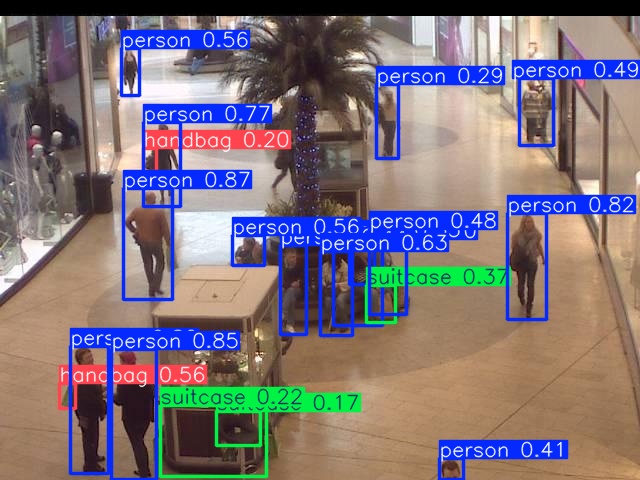 person 0.56
person 0.49
person 0.29
person 0.77
handbag 0.20
person 0.87
person 0.82
person 0.56
person 0.48
person 0.63
suitcase 0.37
person 0.85
handbag 0.56
suitcase 0.22
0.17
person 0.41